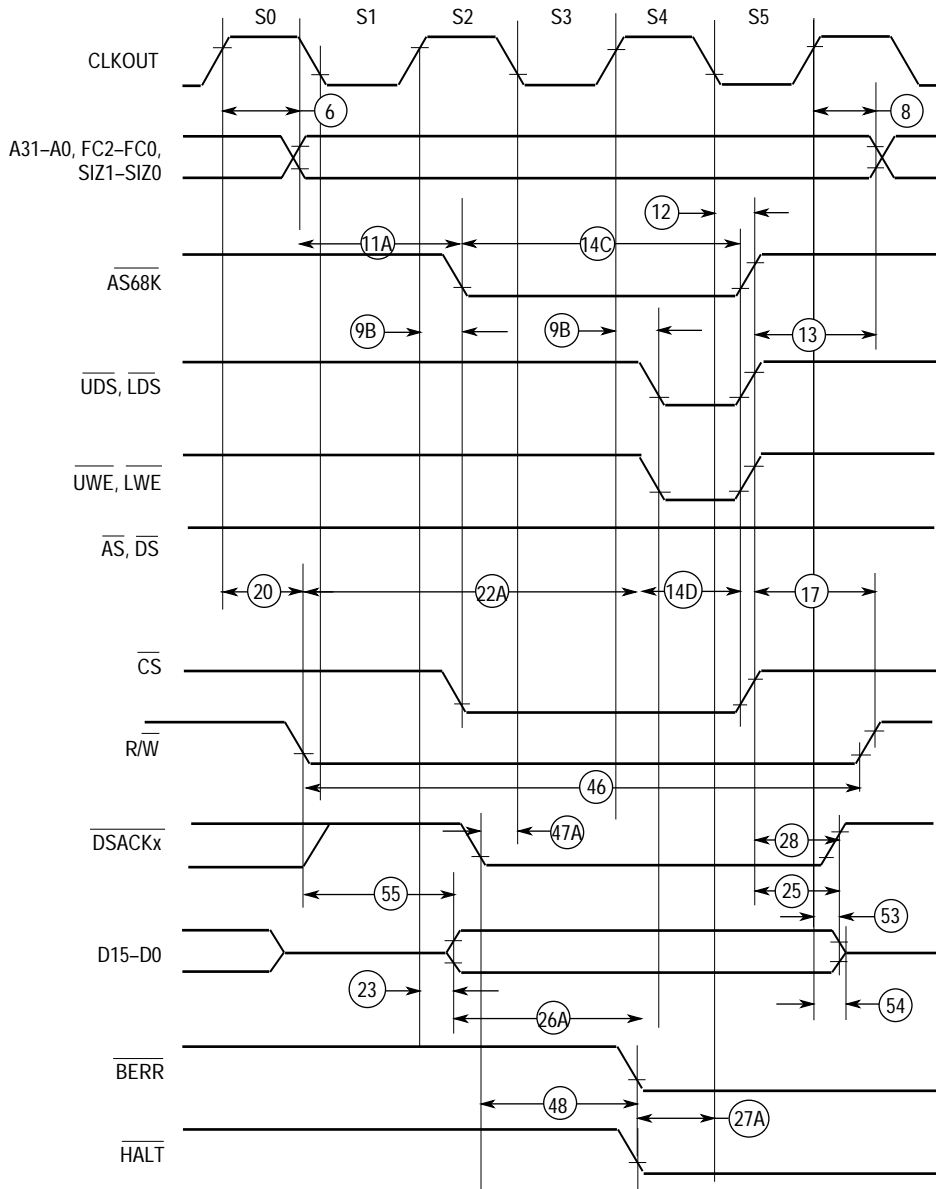 S0 S1 S2 S3 S4 S5
CLKOUT
6 8
A31–A0, FC2–FC0,
SIZ1–SIZ0
12
11A 14C
AS68K
9B 9B 13
UDS, LDS
UWE, LWE
AS, DS
20 22A 14D 17
CS
R/W
46
DSACKx
47A 28
55 25
53
D15–D0
23 54
26A
BERR
48 27A
HALT